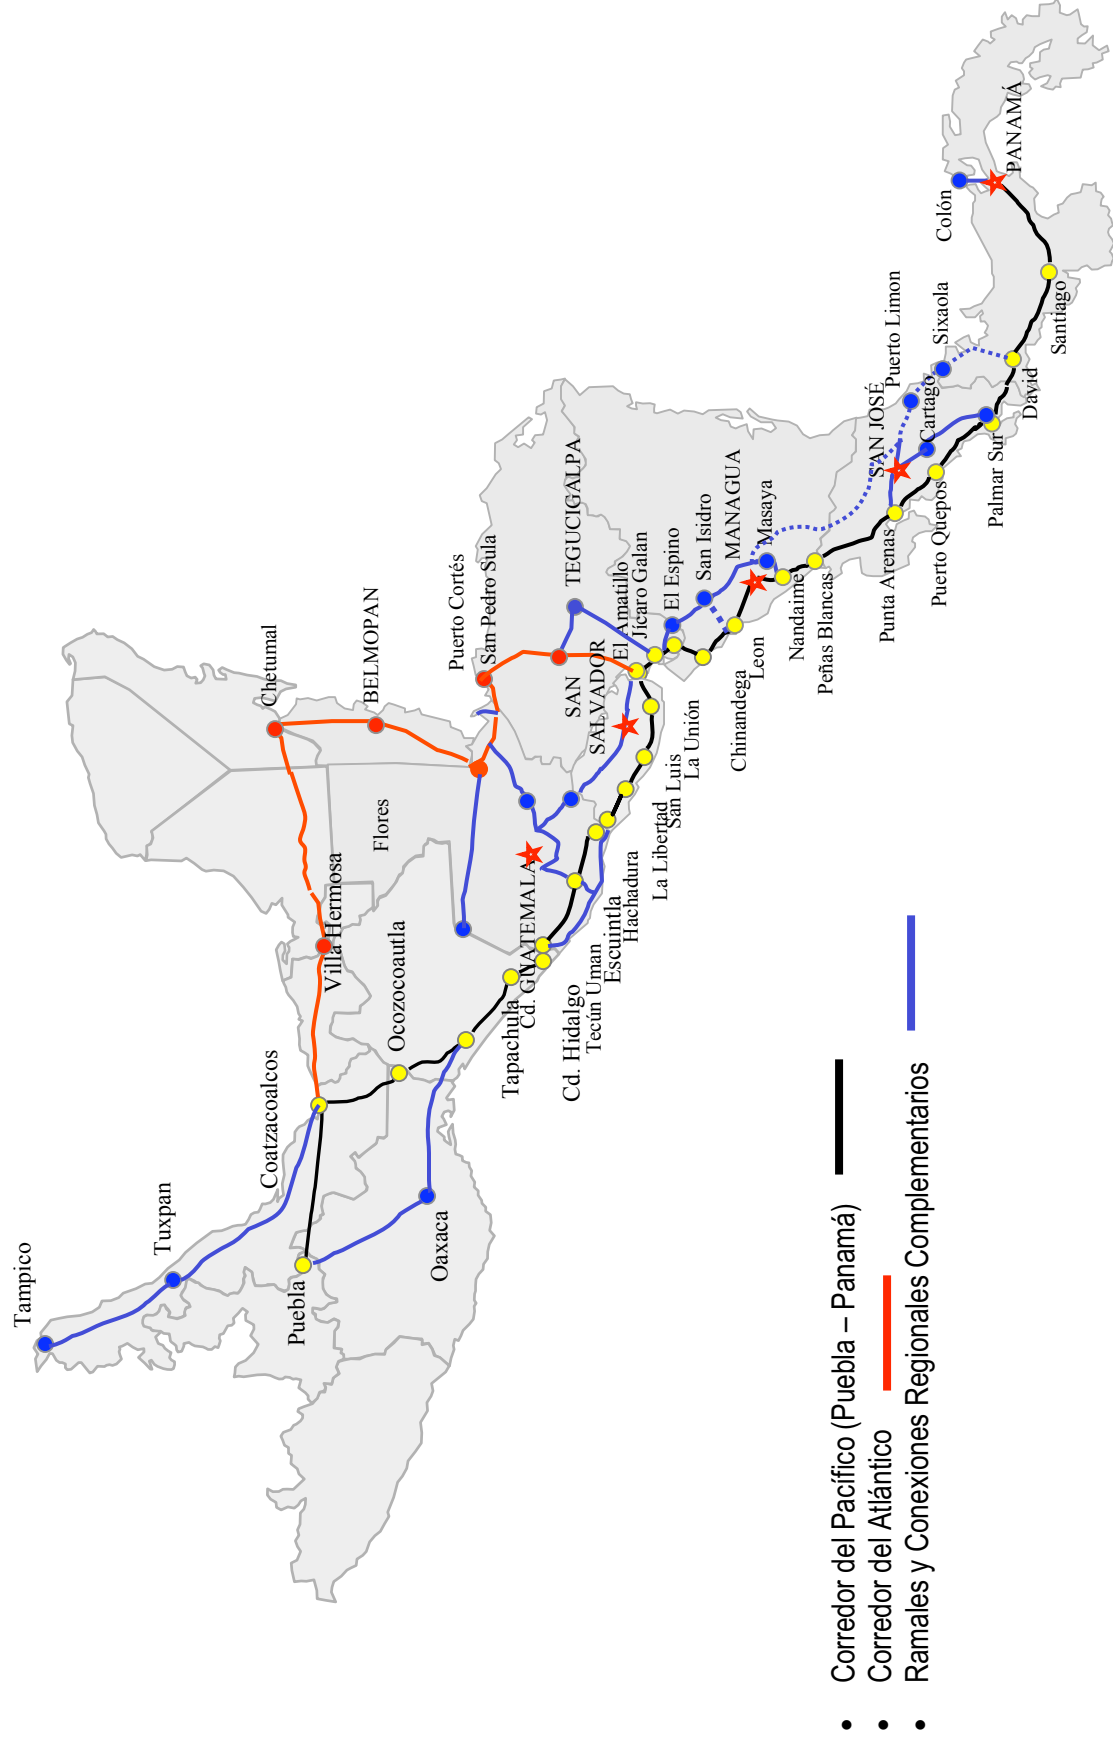 Tampico
Tuxpan
Coatzacoalcos
Puebla
Oaxaca
Villa Hermosa
Ocozocoautla
Chetumal
BELMOPAN
Flores
Tapachula
Cd. GUATEMALA
Cd. Hidalgo
Tecún Uman
Escuintla
Hachadura
La Libertad
San Luis
La Unión
Puerto Cortés
San Pedro Sula
TEGUCIGALPA
SAN
SALVADOR
El Amatillo
Jícaro Galan
El Espino
San Isidro
MANAGUA
Masaya
Chinandega
Leon
Nandaime
Peñas Blancas
SAN JOSÉ
Puerto Limon
Cartago
Sixaola
Punta Arenas
Puerto Quepos
Palmar Sur
David
Santiago
Colón
PANAMÁ
• Corredor del Pacífico (Puebla – Panamá)
• Corredor del Atlántico
• Ramales y Conexiones Regionales Complementarios